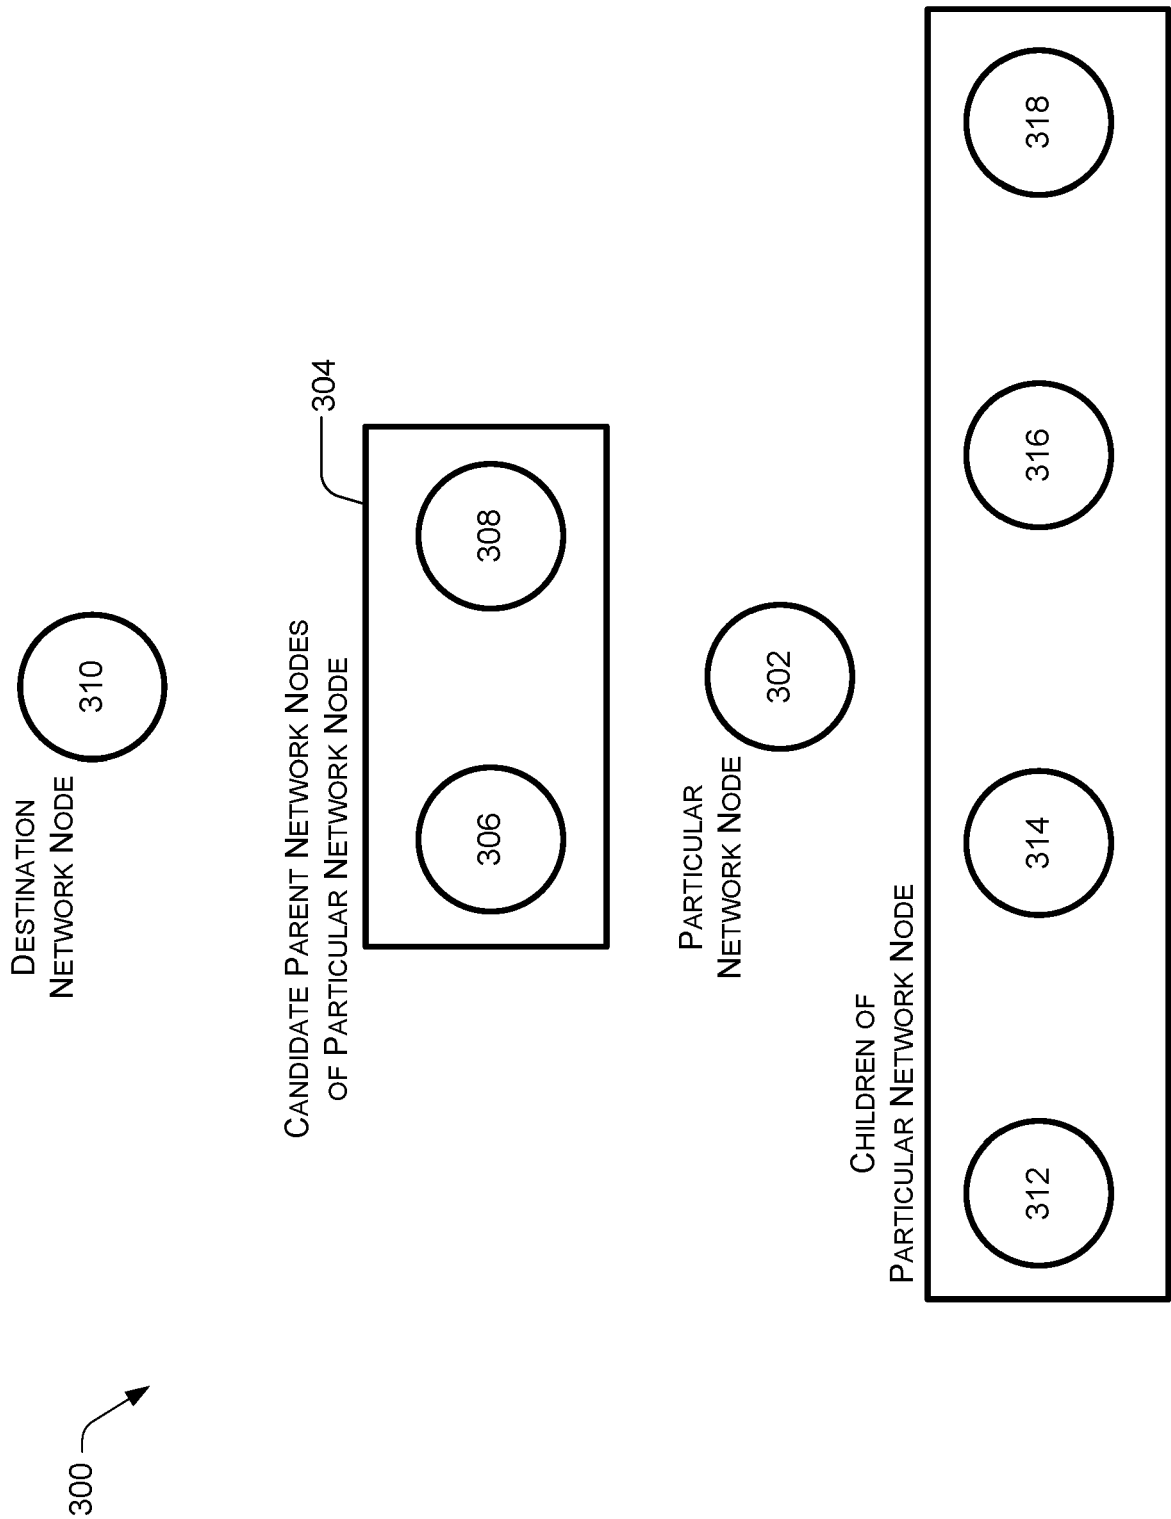 300
DESTINATION
NETWORK NODE
310
CANDIDATE PARENT NETWORK NODES
OF PARTICULAR NETWORK NODE
304
306
308
PARTICULAR
NETWORK NODE
302
CHILDREN OF
PARTICULAR NETWORK NODE
312
314
316
318